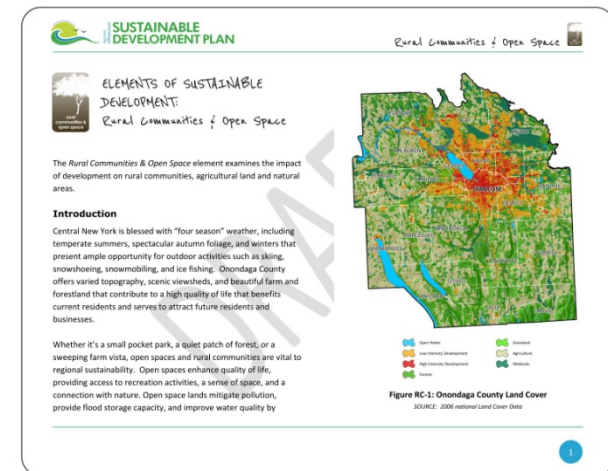 SUSTAINABLE
DEVELOPMENT PLAN
Rural Communities & Open Space
ELEMENTS OF SUSTAINABLE
DEVELOPMENT:
Rural Communities & Open Space
rural
communities &
open space
The Rural Communities & Open Space element examines the impact
of development on rural communities, agricultural land and natural
areas.
Introduction
Central New York is blessed with “four season” weather, including
temperate summers, spectacular autumn foliage, and winters that
present ample opportunity for outdoor activities such as skiing,
snowshoeing, snowmobiling, and ice fishing. Onondaga County
offers varied topography, scenic viewsheds, and beautiful farm and
forestland that contribute to a high quality of life that benefits
current residents and serves to attract future residents and
businesses.
Whether it’s a small pocket park, a quiet patch of forest, or a
sweeping farm vista, open spaces and rural communities are vital to
regional sustainability. Open spaces enhance quality of life,
providing access to recreation activities, a sense of space, and a
connection with nature. Open space lands mitigate pollution,
provide flood storage capacity, and improve water quality by
Open Water
Low Intensity Development
High Intensity Development
Forests
Grassland
Agriculture
Wetlands
Figure RC-1: Onondaga County Land Cover
SOURCE: 2006 national Land Cover Data
1
DRAFT